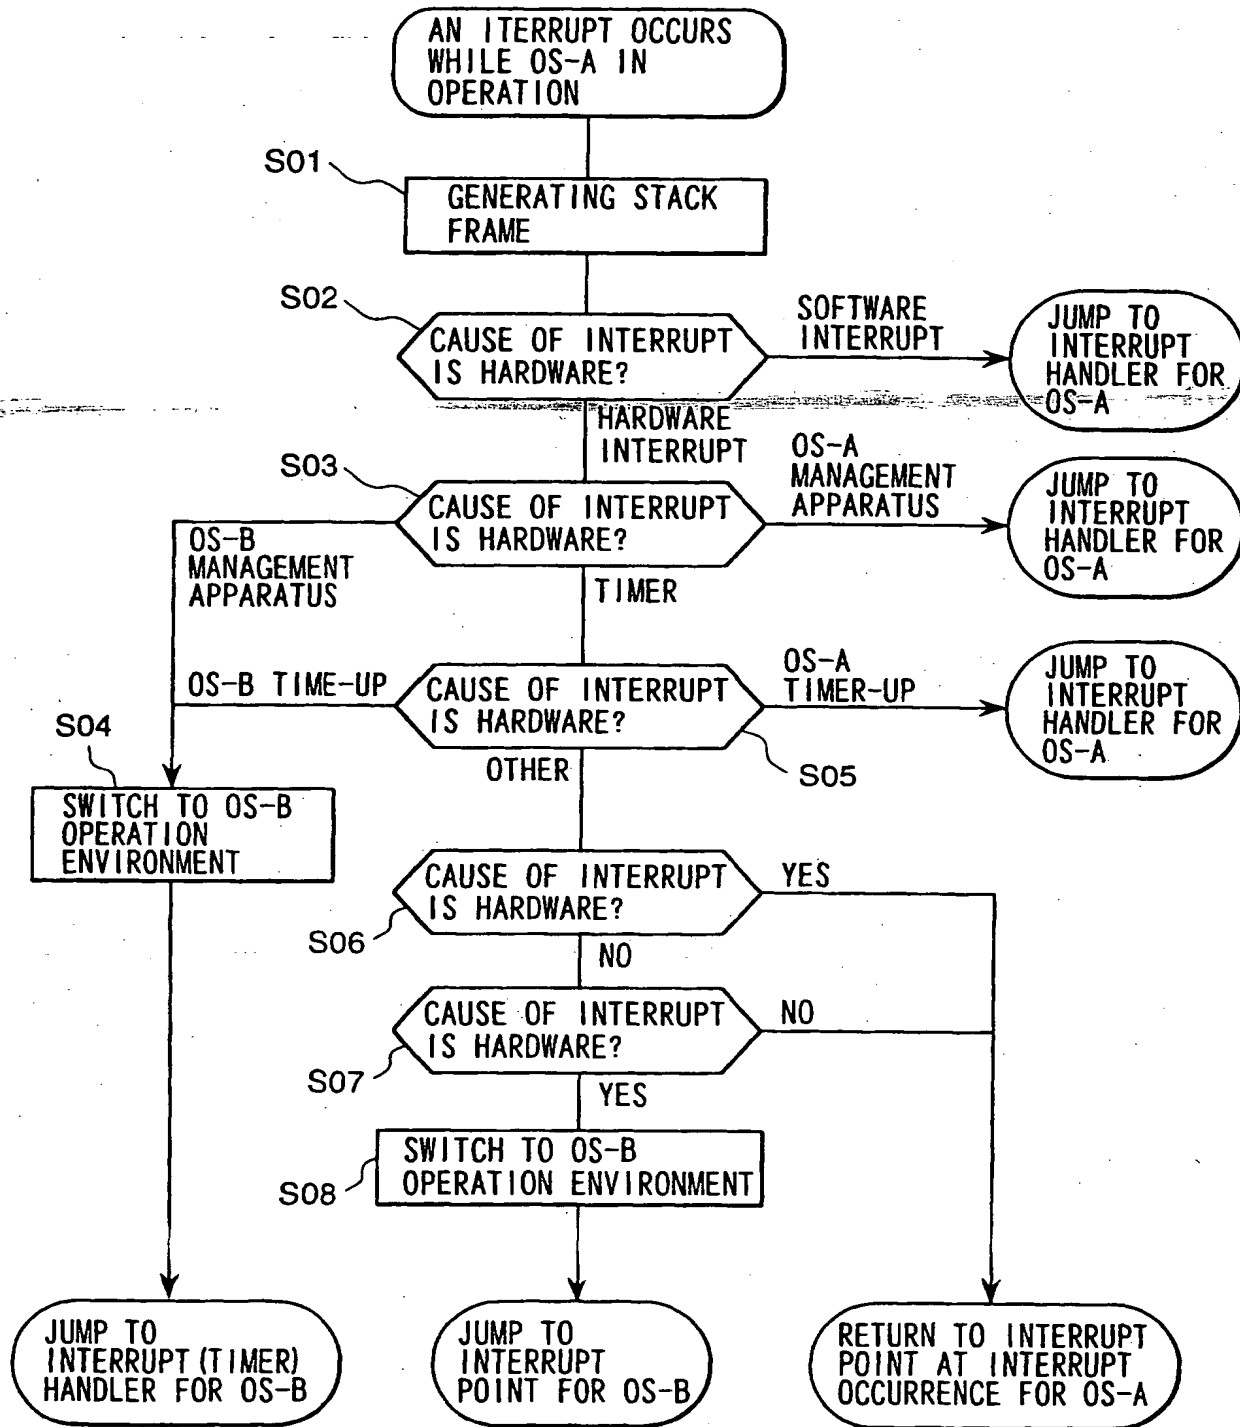 AN ITERRUPT OCCURS
WHILE OS-A IN
OPERATION
S01
GENERATING STACK
FRAME
S02
CAUSE OF INTERRUPT
IS HARDWARE?
SOFTWARE
INTERRUPT
JUMP TO
INTERRUPT
HANDLER FOR
OS-A
HARDWARE
INTERRUPT
S03
CAUSE OF INTERRUPT
IS HARDWARE?
OS-A
MANAGEMENT
APPARATUS
JUMP TO
INTERRUPT
HANDLER FOR
OS-A
OS-B
MANAGEMENT
APPARATUS
TIMER
OS-B TIME-UP
CAUSE OF INTERRUPT
IS HARDWARE?
OS-A
TIMER-UP
JUMP TO
INTERRUPT
HANDLER FOR
OS-A
S05
S04
SWITCH TO OS-B
OPERATION
ENVIRONMENT
OTHER
CAUSE OF INTERRUPT
IS HARDWARE?
YES
S06
NO
CAUSE OF INTERRUPT
IS HARDWARE?
NO
S07
YES
SWITCH TO OS-B
OPERATION ENVIRONMENT
S08
JUMP TO
INTERRUPT (TIMER)
HANDLER FOR OS-B
JUMP TO
INTERRUPT
POINT FOR OS-B
RETURN TO INTERRUPT
POINT AT INTERRUPT
OCCURRENCE FOR OS-A